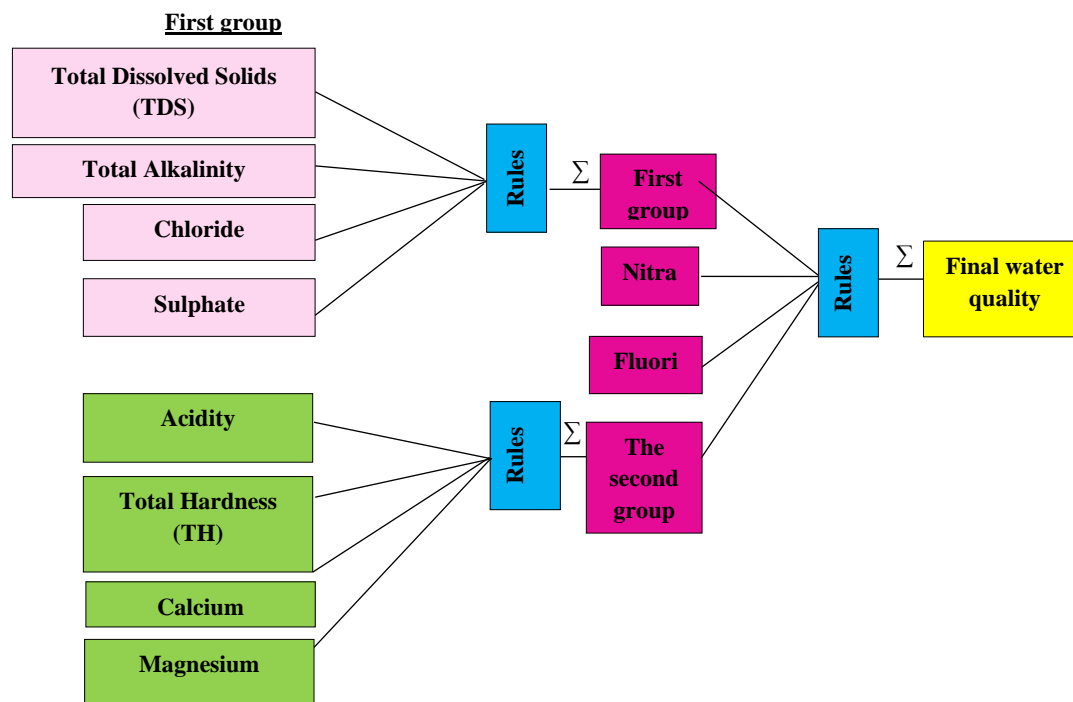 First group
Total Dissolved Solids
(TDS)
Total Alkalinity
Chloride
Sulphate
Rules
∑
First
group
Nitra
Fluori
Rules
∑
Final water
quality
Acidity
Total Hardness
(TH)
Calcium
Magnesium
Rules
∑
The
second
group